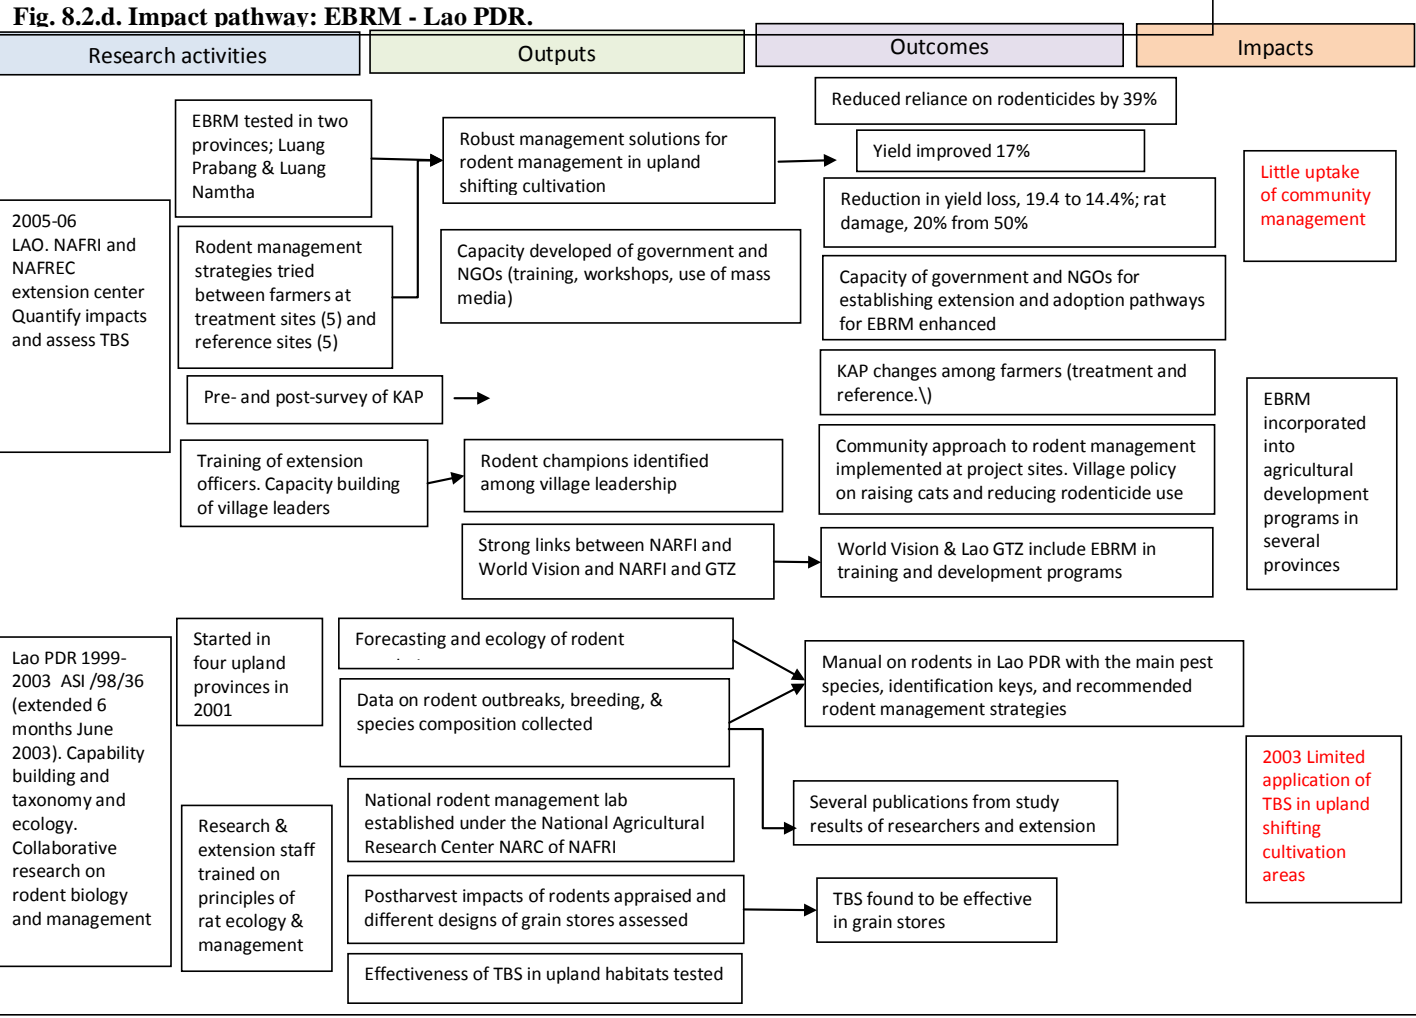 Fig. 8.2.d. Impact pathway: EBRM - Lao PDR.
Research activities
Outputs
Outcomes
Impacts
2005-06
LAO. NAFRI and
NAFREC
extension center
Quantify impacts
and assess TBS
EBRM tested in two
provinces; Luang
Prabang & Luang
Namtha
Rodent management
strategies tried
between farmers at
treatment sites (5) and
reference sites (5)
Pre- and post-survey of KAP
Training of extension
officers. Capacity building
of village leaders
Robust management solutions for
rodent management in upland
shifting cultivation
Capacity developed of government and
NGOs (training, workshops, use of mass
media)
Rodent champions identified
among village leadership
Strong links between NARFI and
World Vision and NARFI and GTZ
Reduced reliance on rodenticides by 39%
Yield improved 17%
Reduction in yield loss, 19.4 to 14.4%; rat
damage, 20% from 50%
Capacity of government and NGOs for
establishing extension and adoption pathways
for EBRM enhanced
KAP changes among farmers (treatment and
reference.\)
Community approach to rodent management
implemented at project sites. Village policy
on raising cats and reducing rodenticide use
World Vision & Lao GTZ include EBRM in
training and development programs
Little uptake
of community
management
EBRM
incorporated
into
agricultural
development
programs in
several
provinces
Lao PDR 1999-
2003 ASI /98/36
(extended 6
months June
2003). Capability
building and
taxonomy and
ecology.
Collaborative
research on
rodent biology
and management
Started in
four upland
provinces in
2001
Research &
extension staff
trained on
principles of
rat ecology &
management
Forecasting and ecology of rodent
Data on rodent outbreaks, breeding, &
species composition collected
National rodent management lab
established under the National Agricultural
Research Center NARC of NAFRI
Postharvest impacts of rodents appraised and
different designs of grain stores assessed
Effectiveness of TBS in upland habitats tested
Manual on rodents in Lao PDR with the main pest
species, identification keys, and recommended
rodent management strategies
Several publications from study
results of researchers and extension
TBS found to be effective
in grain stores
2003 Limited
application of
TBS in upland
shifting
cultivation
areas